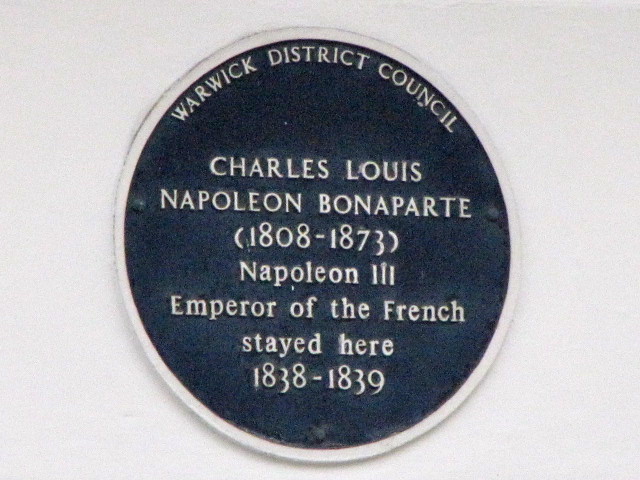 WARWICK DISTRICT COUNCIL
CHARLES LOUIS
NAPOLEON BONAPARTE
(1808-1873)
Napoleon III
Emperor of the French
stayed here
1838-1839